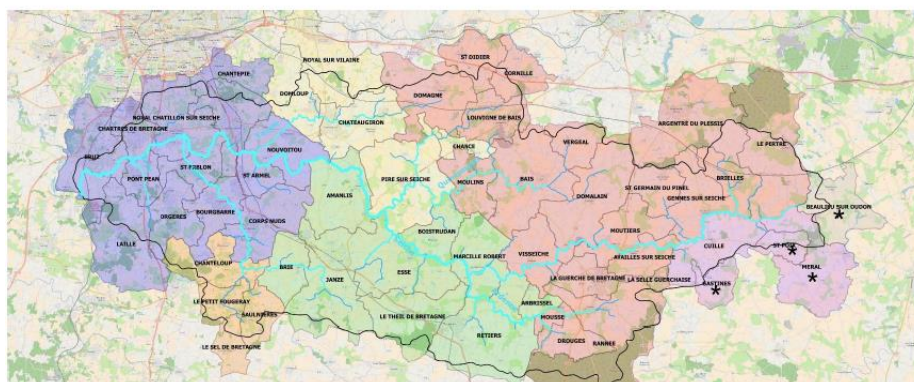 NOYAL SUR VILAINE
ST DIDIER
CORNILLE
CHANTEPIE
DOMLOUP
DOMAGNE
CHATEAUGIRON
LOUVIGNE DE BAIS
NOYAL CHATILLON SUR SEICHE
CHARTRES DE BRETAGNE
ARGENTRE DU PLESSIS
LE PERTRE
BRUZ
NOUVOITOU
CHANCE
VERGEAL
ST ERBLON
ST ARMEL
PONT PEAN
PIRE SUR SEICHE
MOULINS
BAIS
BRIELLES
ST GERMAIN DU PINEL
GENNES SUR SEICHE
DOMALAIN
AMANLIS
BEAULIEU SUR OUDON
ORGERES
BOURGBARRE
CORPS NUDS
BOISTRUDAN
MOUTIERS
CUILLE
LAILLE
MARCILLE ROBERT
VISSEICHE
AVAILLES SUR SEICHE
CHANTELOUP
BRIE
JANZE
ESSE
LA GUERCHE DE BRETAGNE
LA SELLE GUERCHAISE
MERAL
*
GASTINES
*
*
*
LE PETIT FOUGERAY
SAULNIERES
LE THEIL DE BRETAGNE
ARBRISSEL
MOUSSE
RETIERS
DROUGES
RANNEE
LE SEL DE BRETAGNE